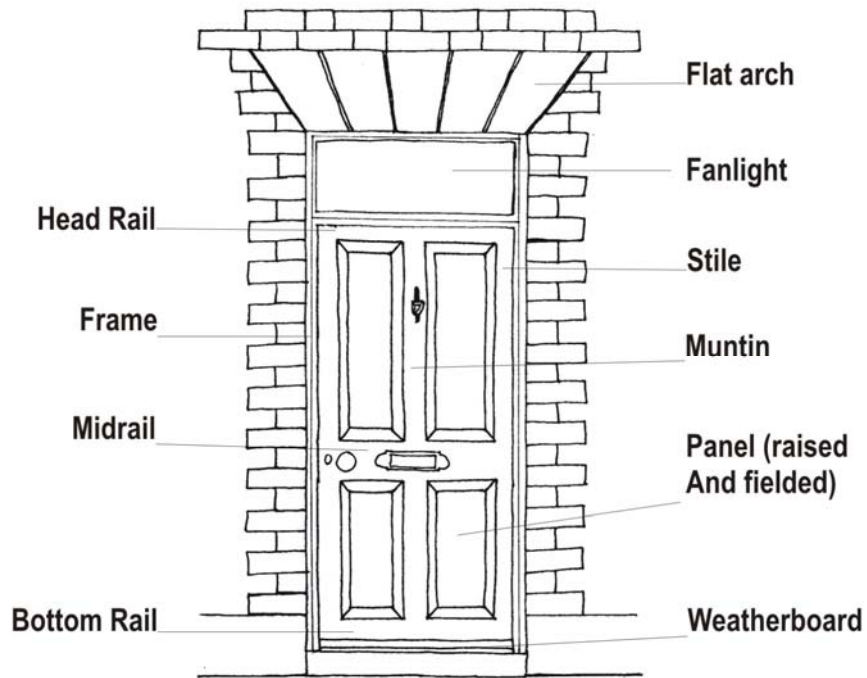 Flat arch
Fanlight
Head Rail
Stile
Frame
Muntin
Midrail
Panel (raised
And fielded)
Bottom Rail
Weatherboard